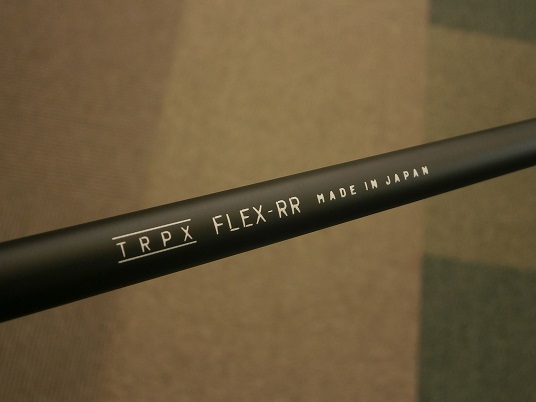 TRPX FLEX-RR MADE IN JAPAN